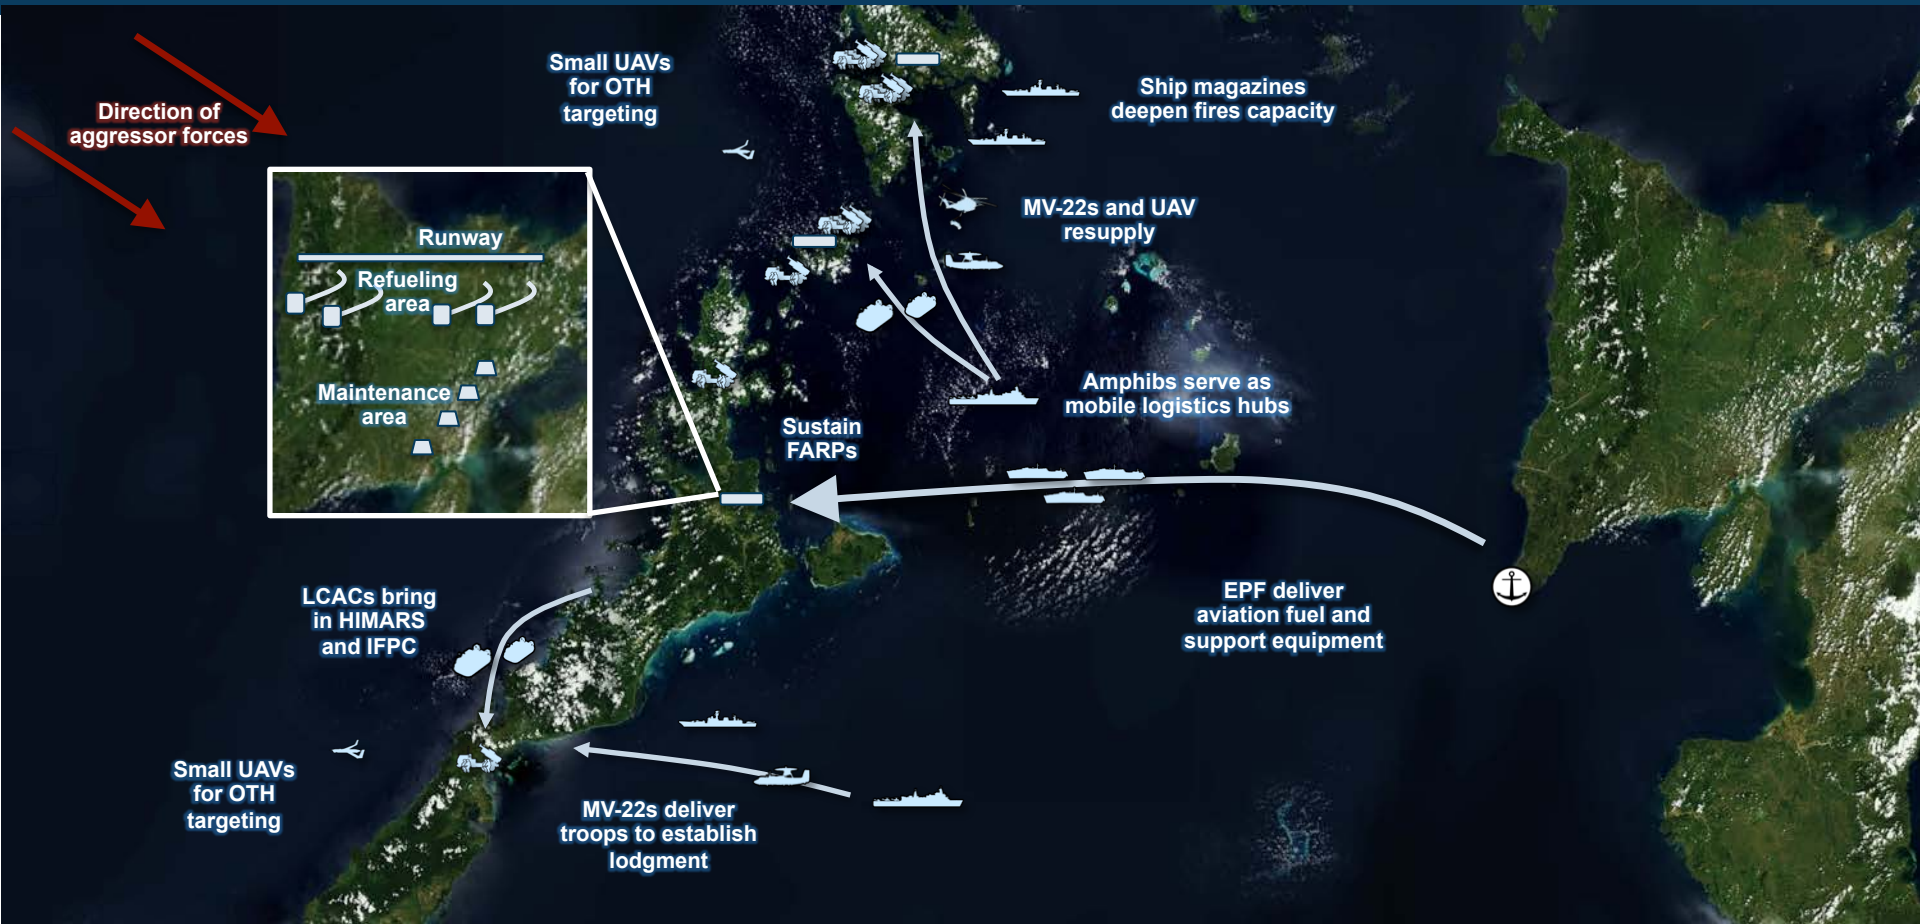 Direction of
aggressor forces
Small UAVs
for OTH
targeting
Ship magazines
deepen fires capacity
MV-22s and UAV
resupply
Runway
Refueling
area
Maintenance
area
Amphibs serve as
mobile logistics hubs
Sustain
FARPs
LCACs bring
in HIMARS
and IFPC
EPF deliver
aviation fuel and
support equipment
Small UAVs
for OTH
targeting
MV-22s deliver
troops to establish
lodgment